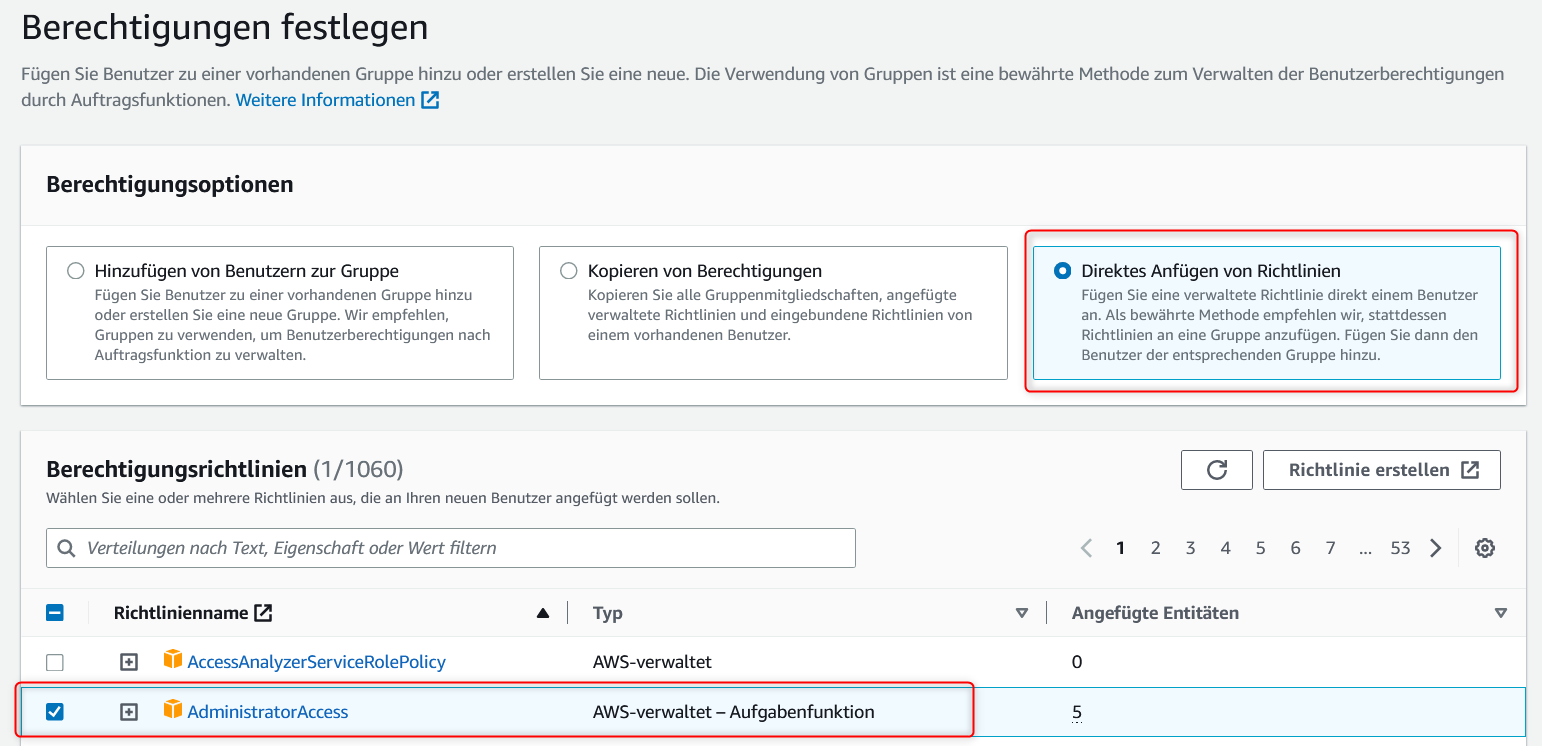 Berechtigungen festlegen
Fügen Sie Benutzer zu einer vorhandenen Gruppe hinzu oder erstellen Sie eine neue. Die Verwendung von Gruppen ist eine bewährte Methode zum Verwalten der Benutzerberechtigungen
durch Auftragsfunktionen. Weitere Informationen
Berechtigungsoptionen
Hinzufügen von Benutzern zur Gruppe
Fügen Sie Benutzer zu einer vorhandenen Gruppe hinzu
oder erstellen Sie eine neue Gruppe. Wir empfehlen,
Gruppen zu verwenden, um Benutzerberechtigungen nach
Auftragsfunktion zu verwalten.
Kopieren von Berechtigungen
Kopieren Sie alle Gruppenmitgliedschaften, angefügte
verwaltete Richtlinien und eingebundene Richtlinien von
einem vorhandenen Benutzer.
Direktes Anfügen von Richtlinien
Fügen Sie eine verwaltete Richtlinie direkt einem Benutzer
an. Als bewährte Methode empfehlen wir, stattdessen
Richtlinien an eine Gruppe anzufügen. Fügen Sie dann den
Benutzer der entsprechenden Gruppe hinzu.
Berechtigungsrichtlinien (1/1060)
Wählen Sie eine oder mehrere Richtlinien aus, die an Ihren neuen Benutzer angefügt werden sollen.
Richtlinie erstellen
Verteilungen nach Text, Eigenschaft oder Wert filtern
1 2 3 4 5 6 7 ... 53
Richtlinienname Typ Angefügte Entitäten
AccessAnalyzerServiceRolePolicy AWS-verwaltet 0
AdministratorAccess AWS-verwaltet – Aufgabenfunktion 5